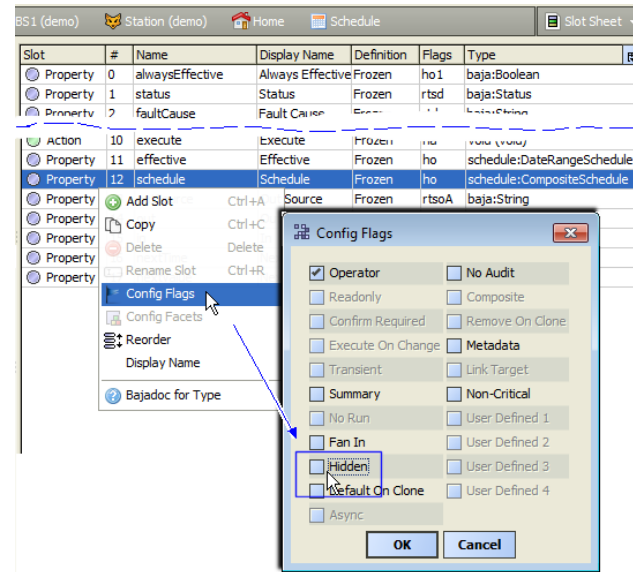 BS1 (demo) Station (demo) Home Schedule Slot Sheet
Slot # Name Display Name Definition Flags Type
Property 0 alwaysEffective Always Effective Frozen ho1 baja:Boolean
Property 1 status Status Frozen rtsd baja:Status
Property 2 faultCause Fault Cause baja:String
Action 10 execute Execute Frozen void (void)
Property 11 effective Effective Frozen ho schedule:DateRangeSchedule
Property 12 schedule Schedule Frozen ho schedule:CompositeSchedule
Property Source Frozen rtsoA baja:String
Property
Property
Property
Property
Add Slot Ctrl+A
Copy Ctrl+C
Delete Delete
Rename Slot Ctrl+R
Config Flags
Config Facets
Reorder
Display Name
Bajadoc for Type
Config Flags
Operator No Audit
Readonly Composite
Confirm Required Remove On Clone
Execute On Change Metadata
Transient Link Target
Summary Non-Critical
No Run User Defined 1
Fan In User Defined 2
Hidden User Defined 3
Default On Clone User Defined 4
Async
OK Cancel